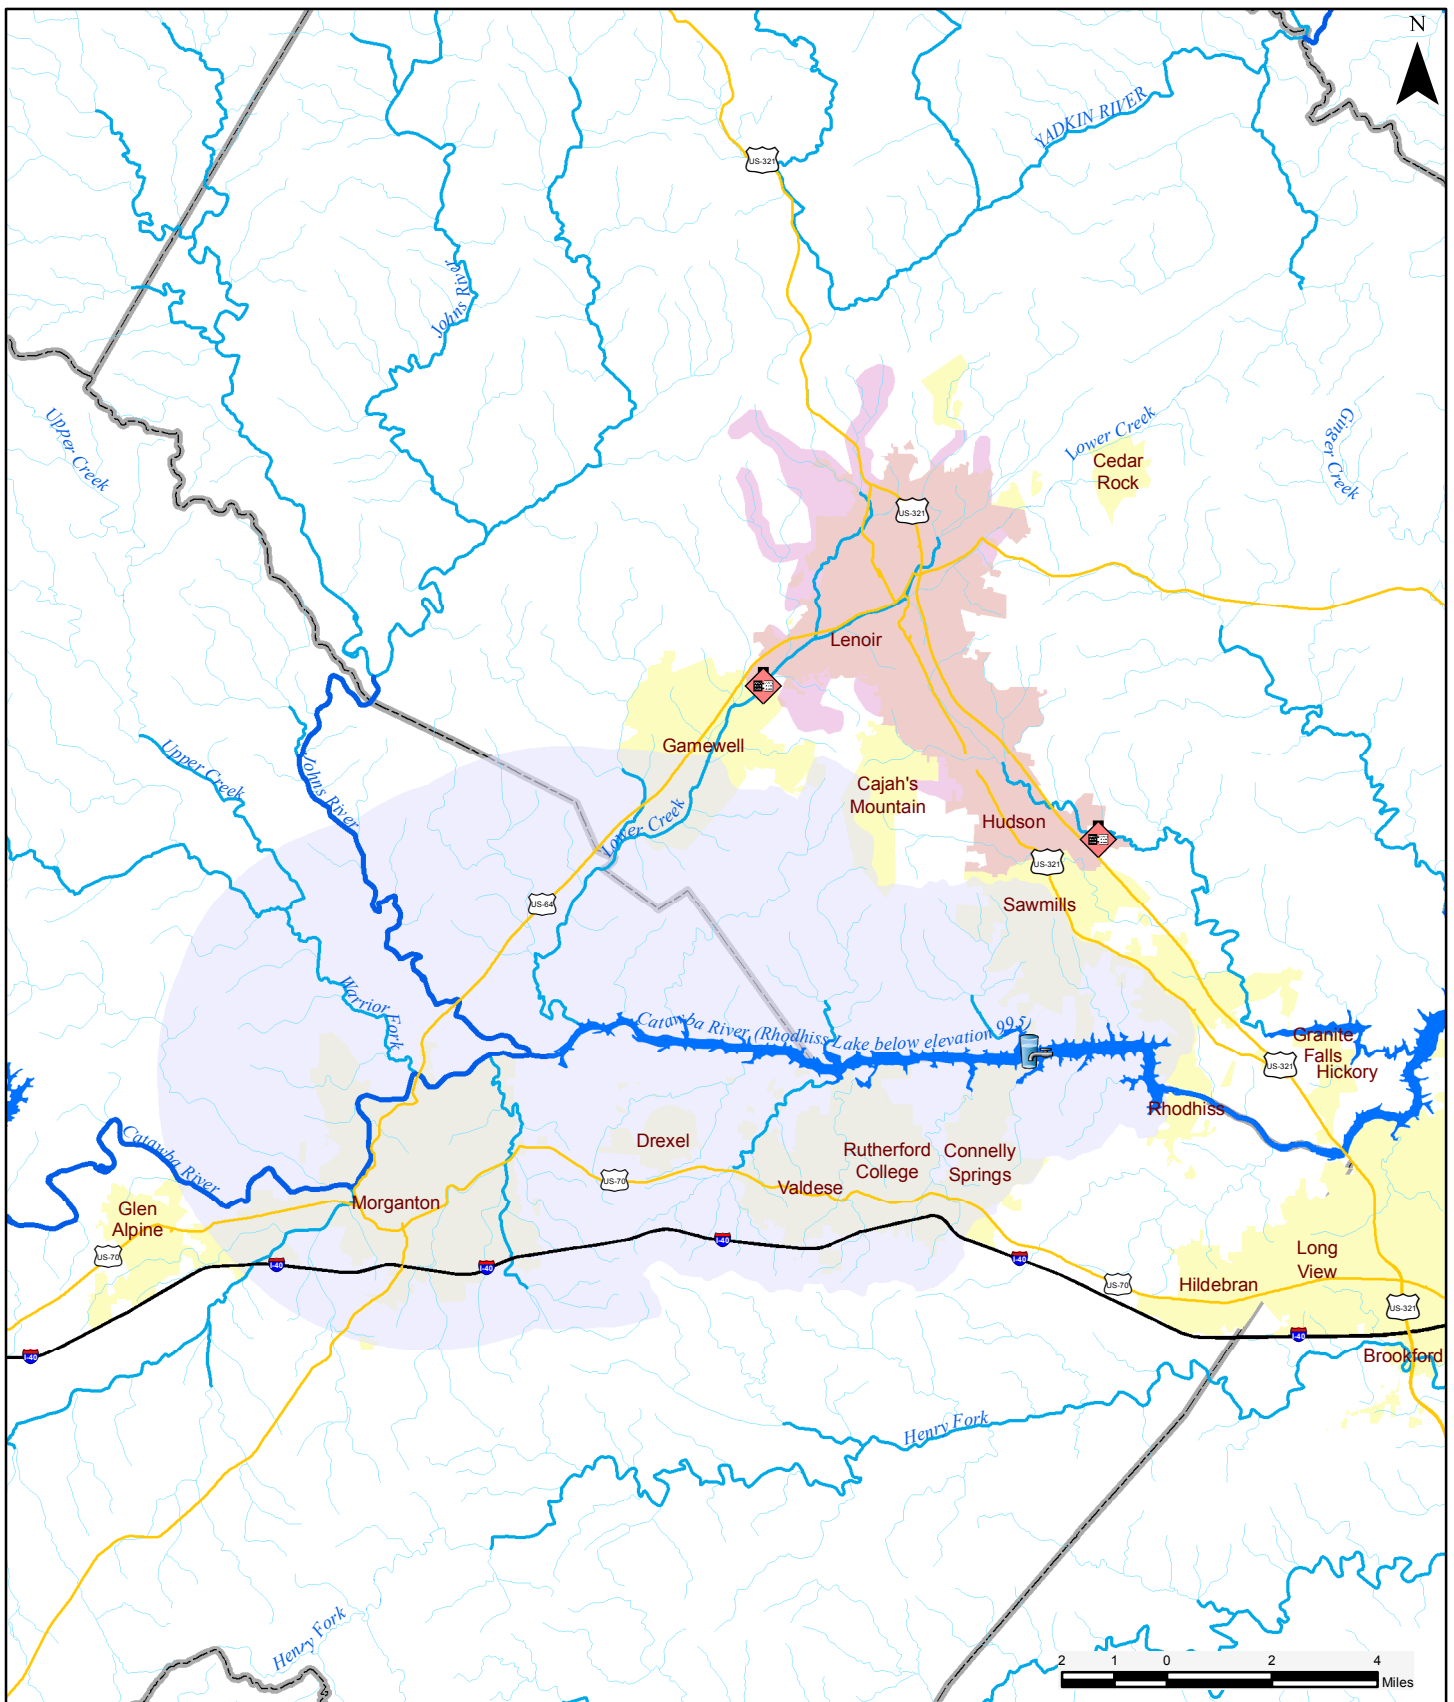 N
YADKIN RIVER
US-321
Johns River
Upper Creek
Lower Creek
Ginger Creek
Cedar
Rock
US-321
Lenoir
Gamewell
Upper Creek
Johns River
Cajah's
Mountain
Lower Creek
Hudson
US-321
US-64
Sawmills
Warrior Fork
Catawba River (Rhodhiss Lake below elevation 995)
Granite
Falls
Hickory
US-321
Rhodhiss
Catawba River
Drexel
Rutherford
College
Connelly
Springs
US-70
Valdese
Morganton
Glen
Alpine
US-70
I-40
I-40
I-40
I-40
Long
View
US-70
Hildebran
US-321
I-40
I-40
Brookford
Henry Fork
Henry Fork
2 1 0 2 4
Miles